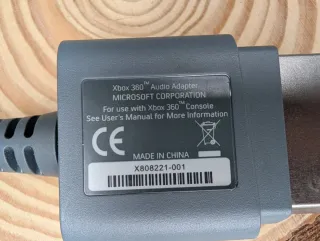 Xbox 360™ Audio Adapter
MICROSOFT CORPORATION
For use with Xbox 360™ Console
See User's Manual for More Information
CE
MADE IN CHINA
X808221-001